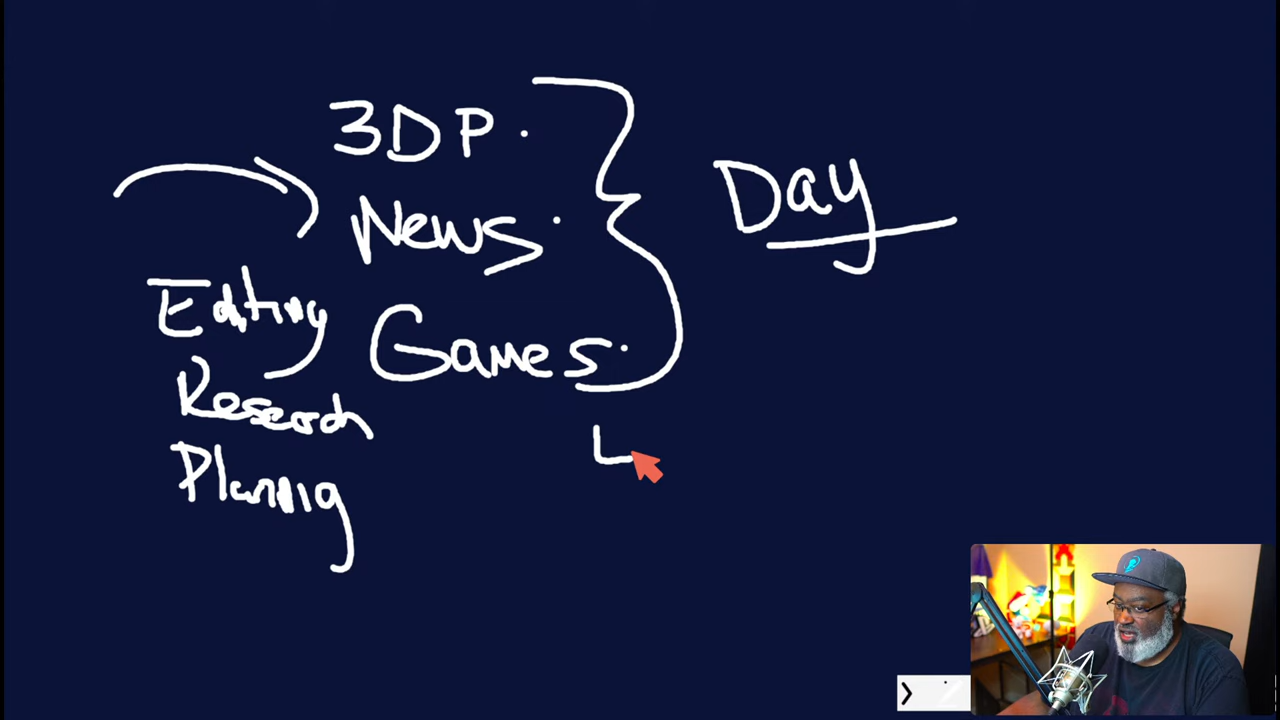 3DP.
News.
Games.
Day
Editing
Research
Planning
L